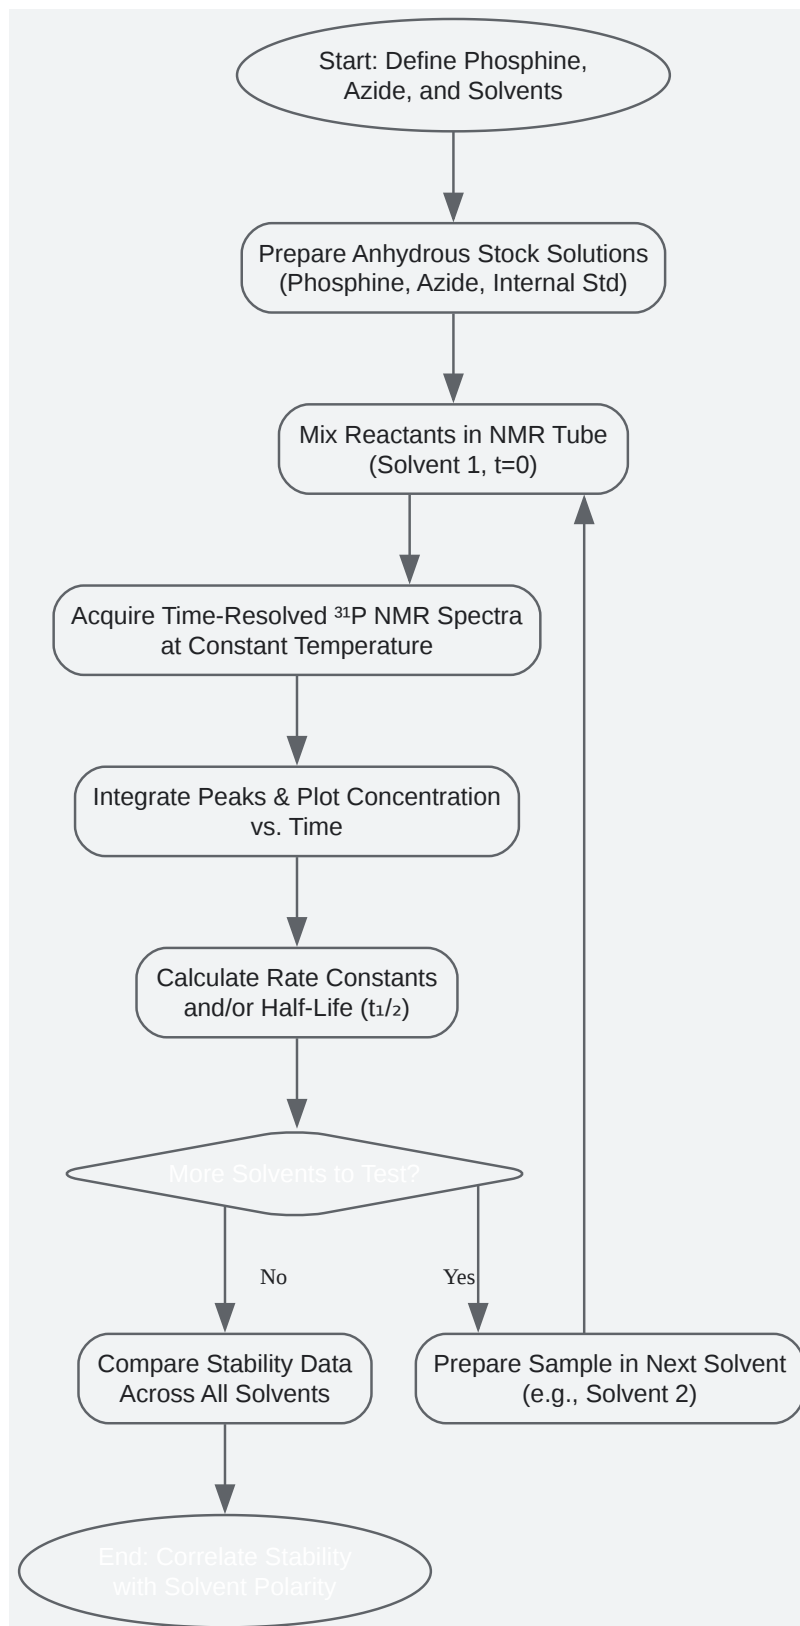 Start: Define Phosphine,
Azide, and Solvents
Prepare Anhydrous Stock Solutions
(Phosphine, Azide, Internal Std)
Mix Reactants in NMR Tube
(Solvent 1, t=0)
Acquire Time-Resolved ³¹P NMR Spectra
at Constant Temperature
Integrate Peaks & Plot Concentration
vs. Time
Calculate Rate Constants
and/or Half-Life (t₁/₂)
More Solvents to Test?
No
Yes
Compare Stability Data
Across All Solvents
Prepare Sample in Next Solvent
(e.g., Solvent 2)
End: Correlate Stability
with Solvent Polarity